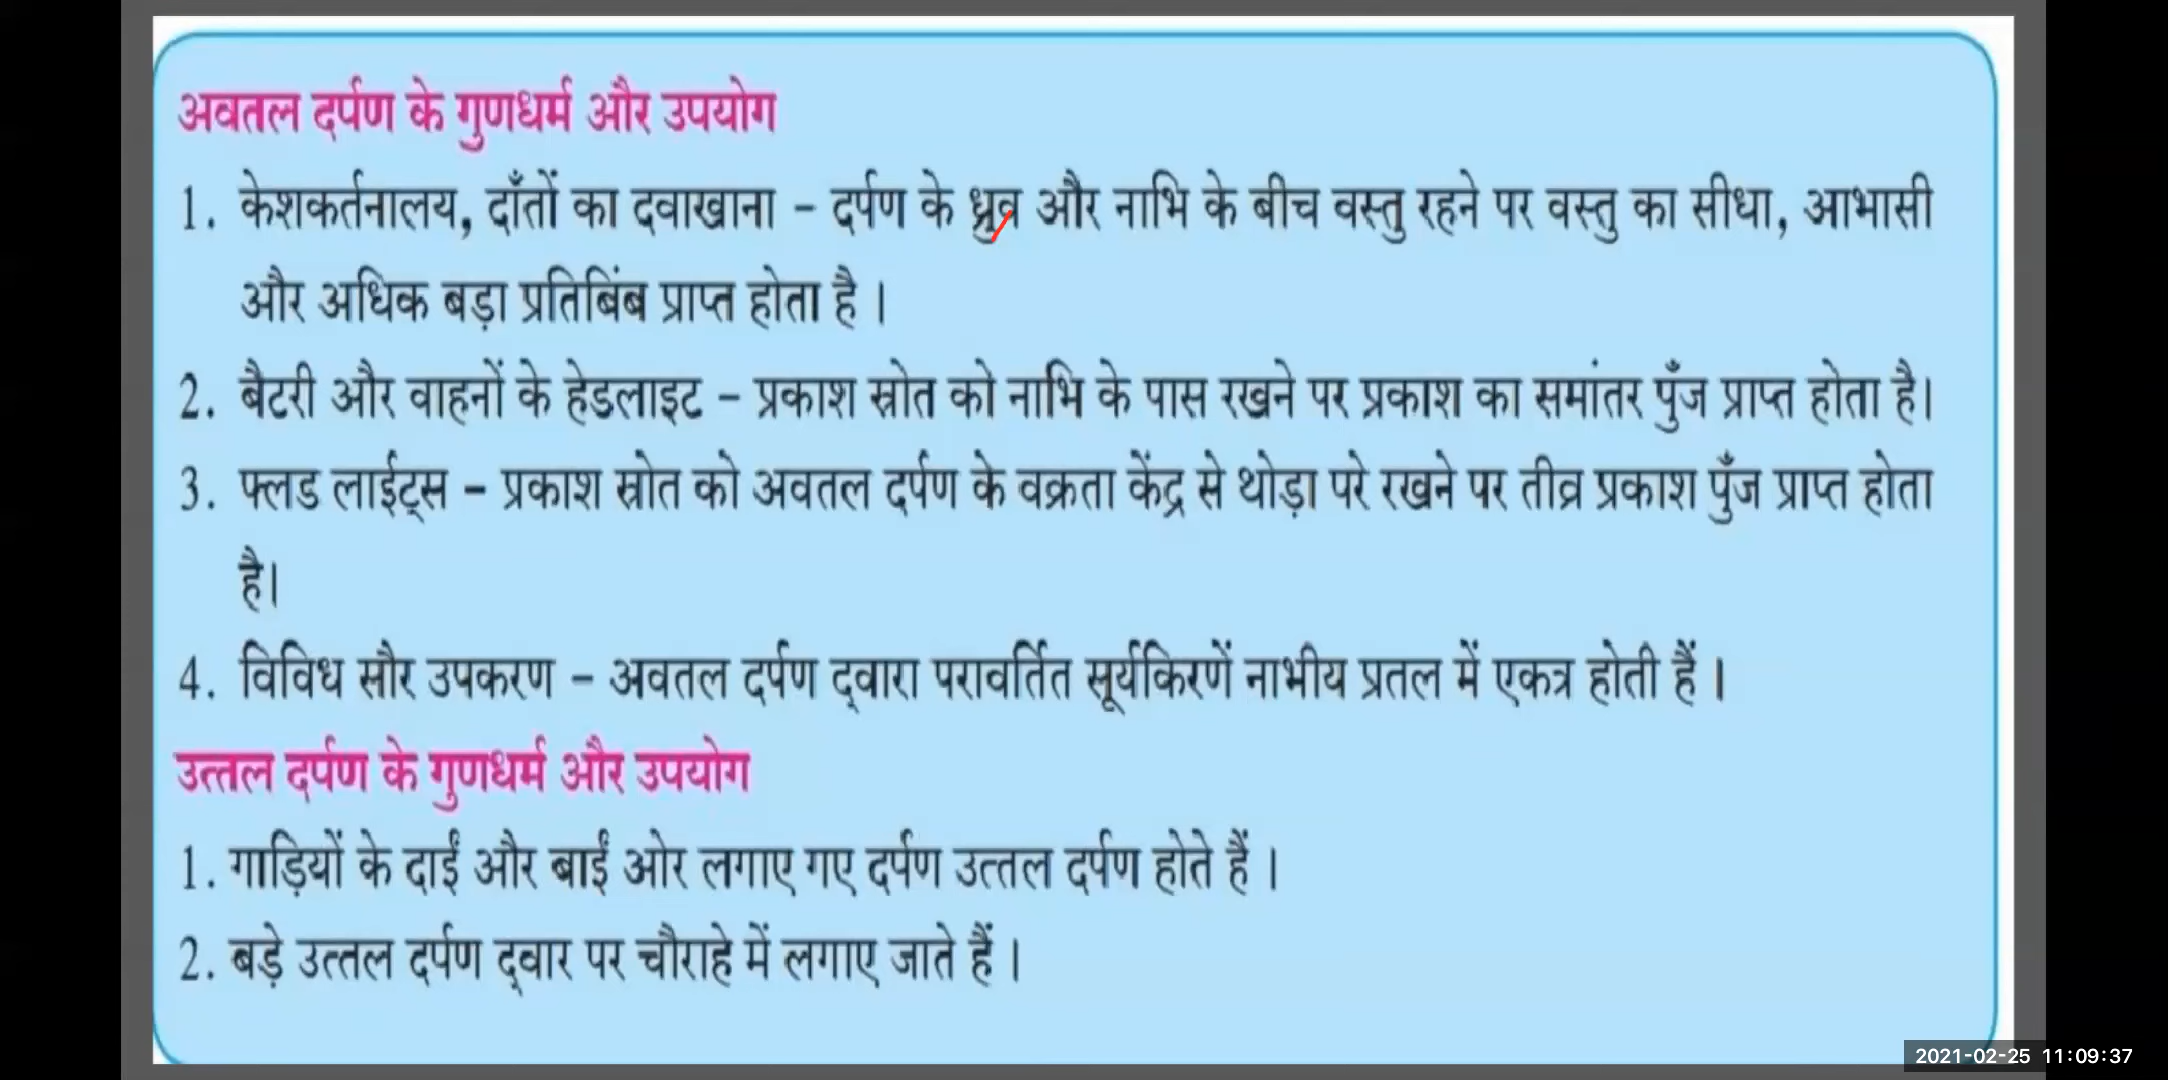 अवतल दर्पण के गुणधर्म और उपयोग
1. केशकर्तनालय, दाँतों का दवाखाना – दर्पण के ध्रुव और नाभि के बीच वस्तु रहने पर वस्तु का सीधा, आभासी
और अधिक बड़ा प्रतिबिंब प्राप्त होता है ।
2. बैटरी और वाहनों के हेडलाइट – प्रकाश स्रोत को नाभि के पास रखने पर प्रकाश का समांतर पुँज प्राप्त होता है।
3. फ्लड लाईट्स – प्रकाश स्रोत को अवतल दर्पण के वक्रता केंद्र से थोड़ा परे रखने पर तीव्र प्रकाश पुँज प्राप्त होता
है।
4. विविध सौर उपकरण – अवतल दर्पण द्वारा परावर्तित सूर्यकिरणें नाभीय प्रतल में एकत्र होती हैं ।
उत्तल दर्पण के गुणधर्म और उपयोग
1. गाड़ियों के दाईं और बाईं ओर लगाए गए दर्पण उत्तल दर्पण होते हैं ।
2. बड़े उत्तल दर्पण द्वार पर चौराहे में लगाए जाते हैं ।
2021-02-25 11:09:37